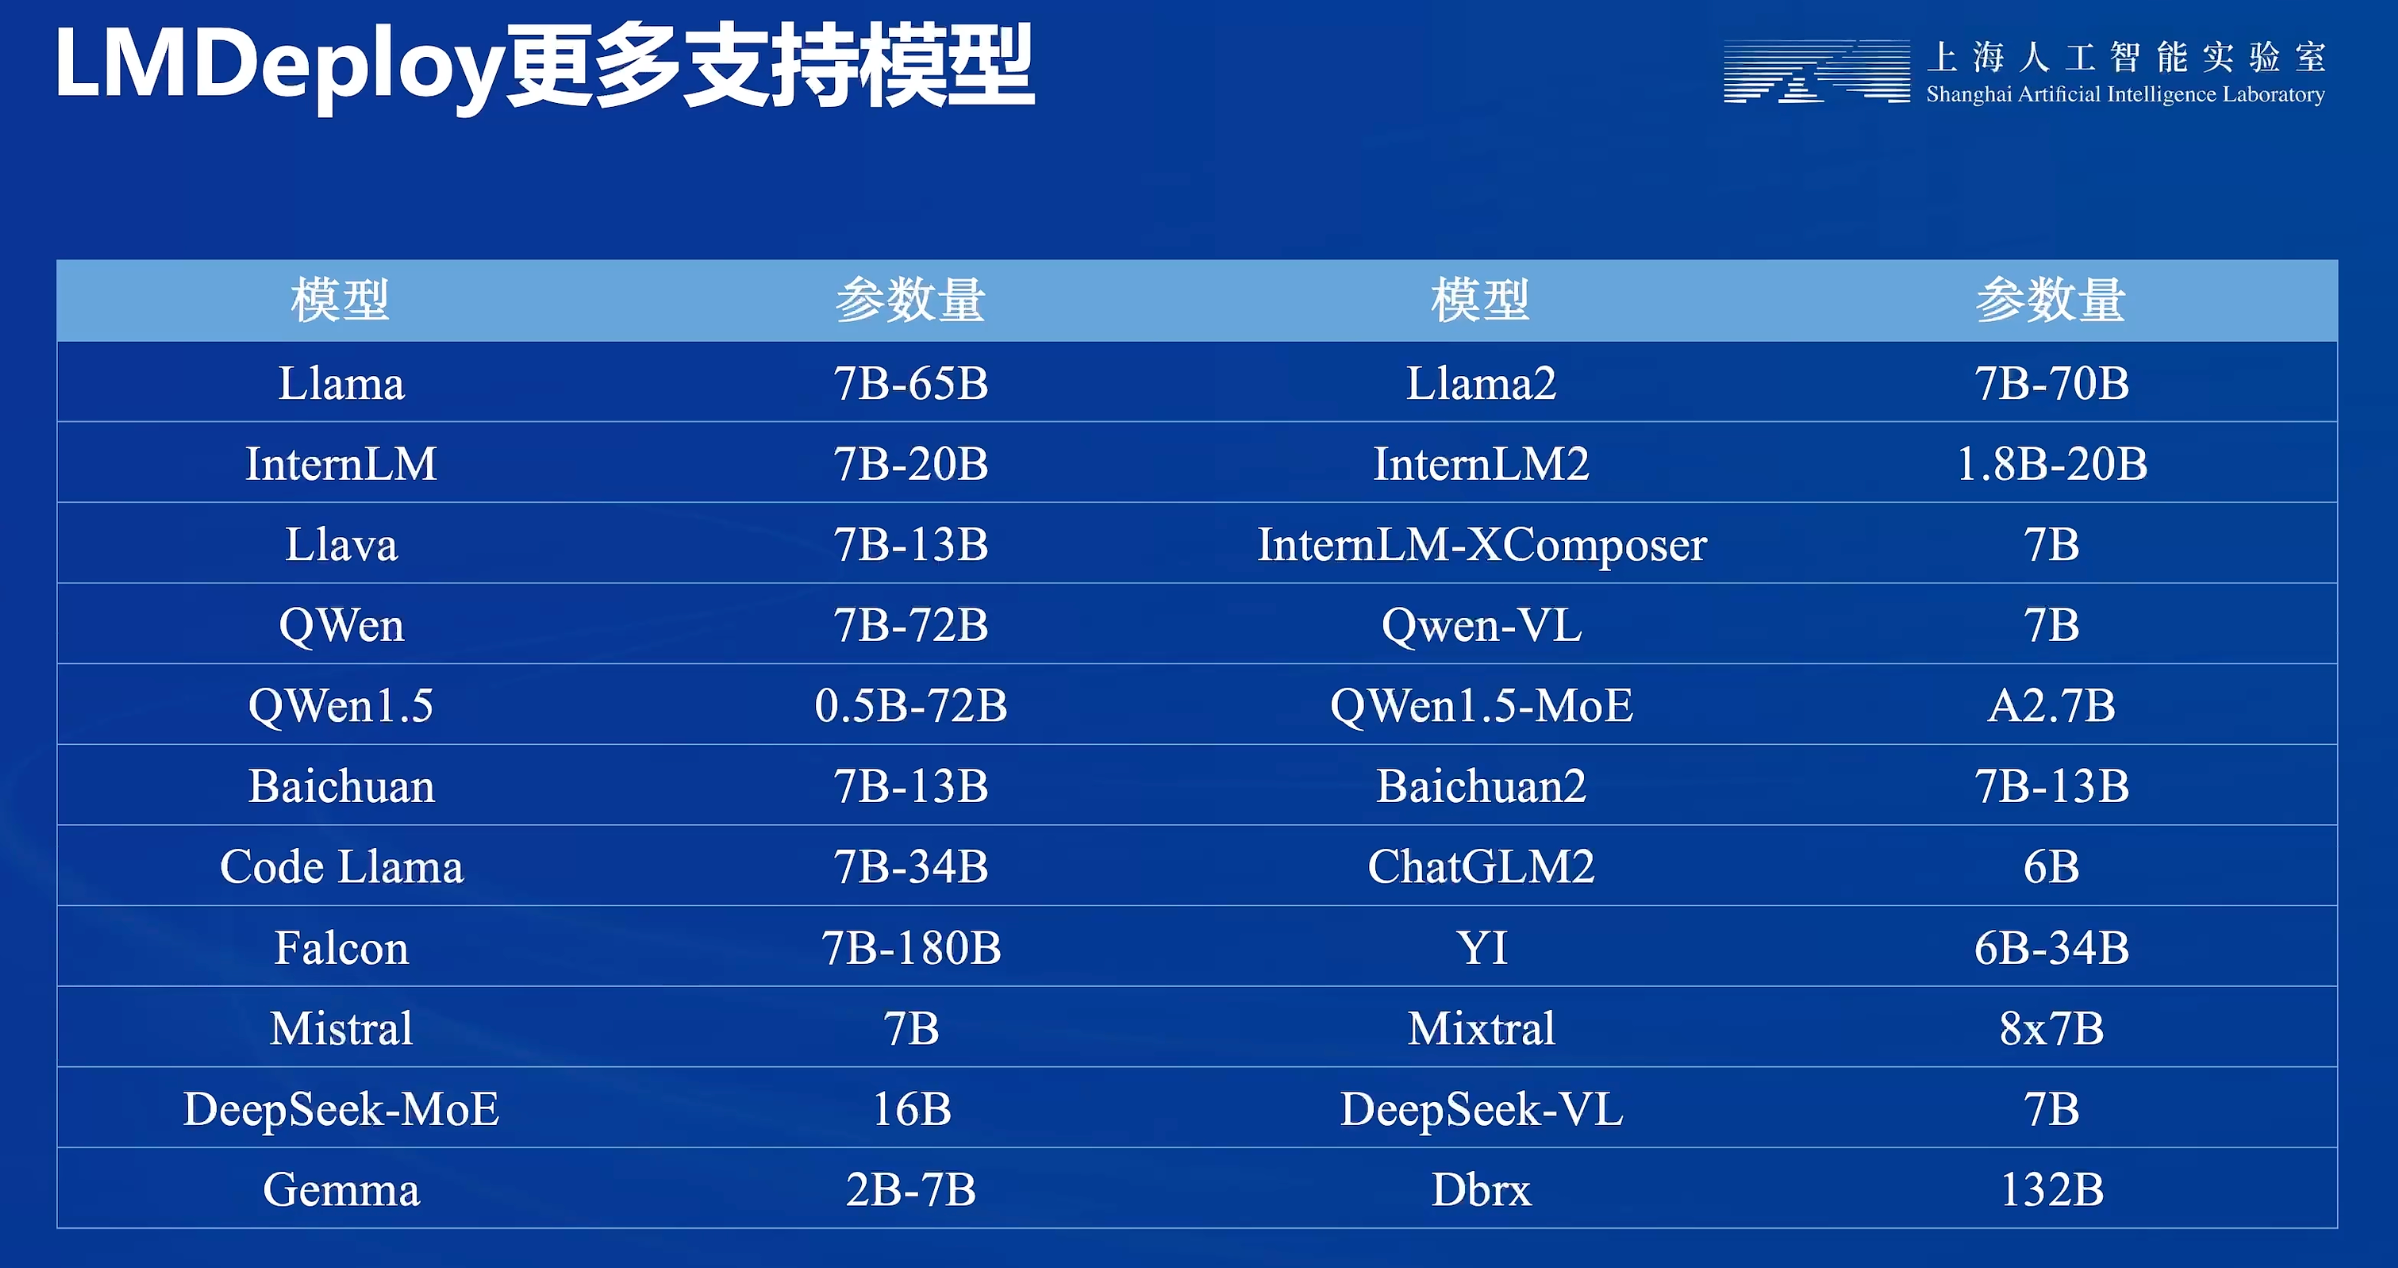 LMDeploy更多支持模型
上海人工智能实验室
Shanghai Artificial Intelligence Laboratory
模型 参数量 模型 参数量
Llama 7B-65B Llama2 7B-70B
InternLM 7B-20B InternLM2 1.8B-20B
Llava 7B-13B InternLM-XComposer 7B
QWen 7B-72B Qwen-VL 7B
QWen1.5 0.5B-72B QWen1.5-MoE A2.7B
Baichuan 7B-13B Baichuan2 7B-13B
Code Llama 7B-34B ChatGLM2 6B
Falcon 7B-180B YI 6B-34B
Mistral 7B Mixtral 8x7B
DeepSeek-MoE 16B DeepSeek-VL 7B
Gemma 2B-7B Dbrx 132B